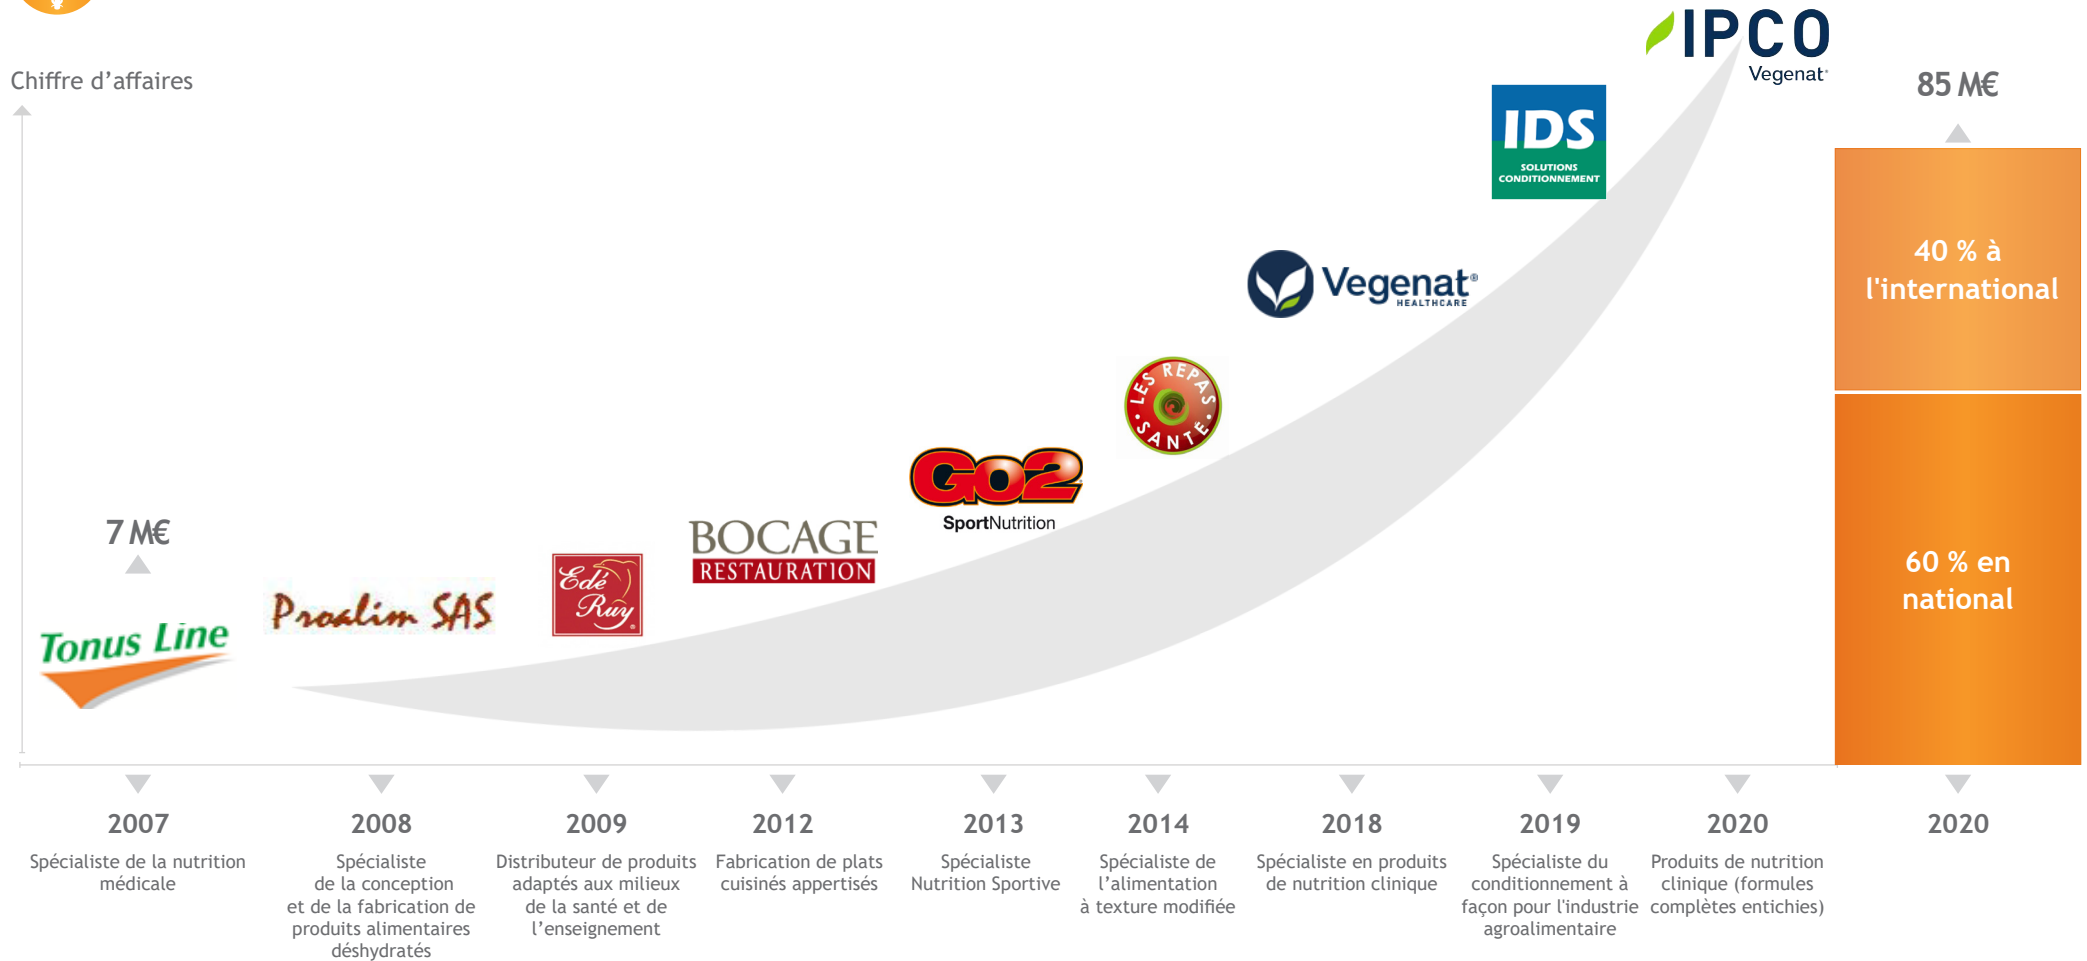 Chiffre d’affaires
7 M€
Tonus Line
Proalim SAS
Edé
Ruy
BOCAGE
RESTAURATION
GO2
SportNutrition
LES REPAS
SANTÉ
Vegenat®
HEALTHCARE
IDS
SOLUTIONS
CONDITIONNEMENT
IPCO
Vegenat
85 M€
40 % à
l'international
60 % en
national
2007
Spécialiste de la nutrition
médicale
2008
Spécialiste
de la conception
et de la fabrication de
produits alimentaires
déshydratés
2009
Distributeur de produits
adaptés aux milieux
de la santé et de
l’enseignement
2012
Fabrication de plats
cuisinés appertisés
2013
Spécialiste
Nutrition Sportive
2014
Spécialiste de
l’alimentation
à texture modifiée
2018
Spécialiste en produits
de nutrition clinique
2019
Spécialiste du
conditionnement à
façon pour l'industrie
agroalimentaire
2020
Produits de nutrition
clinique (formules
complètes entichies)
2020